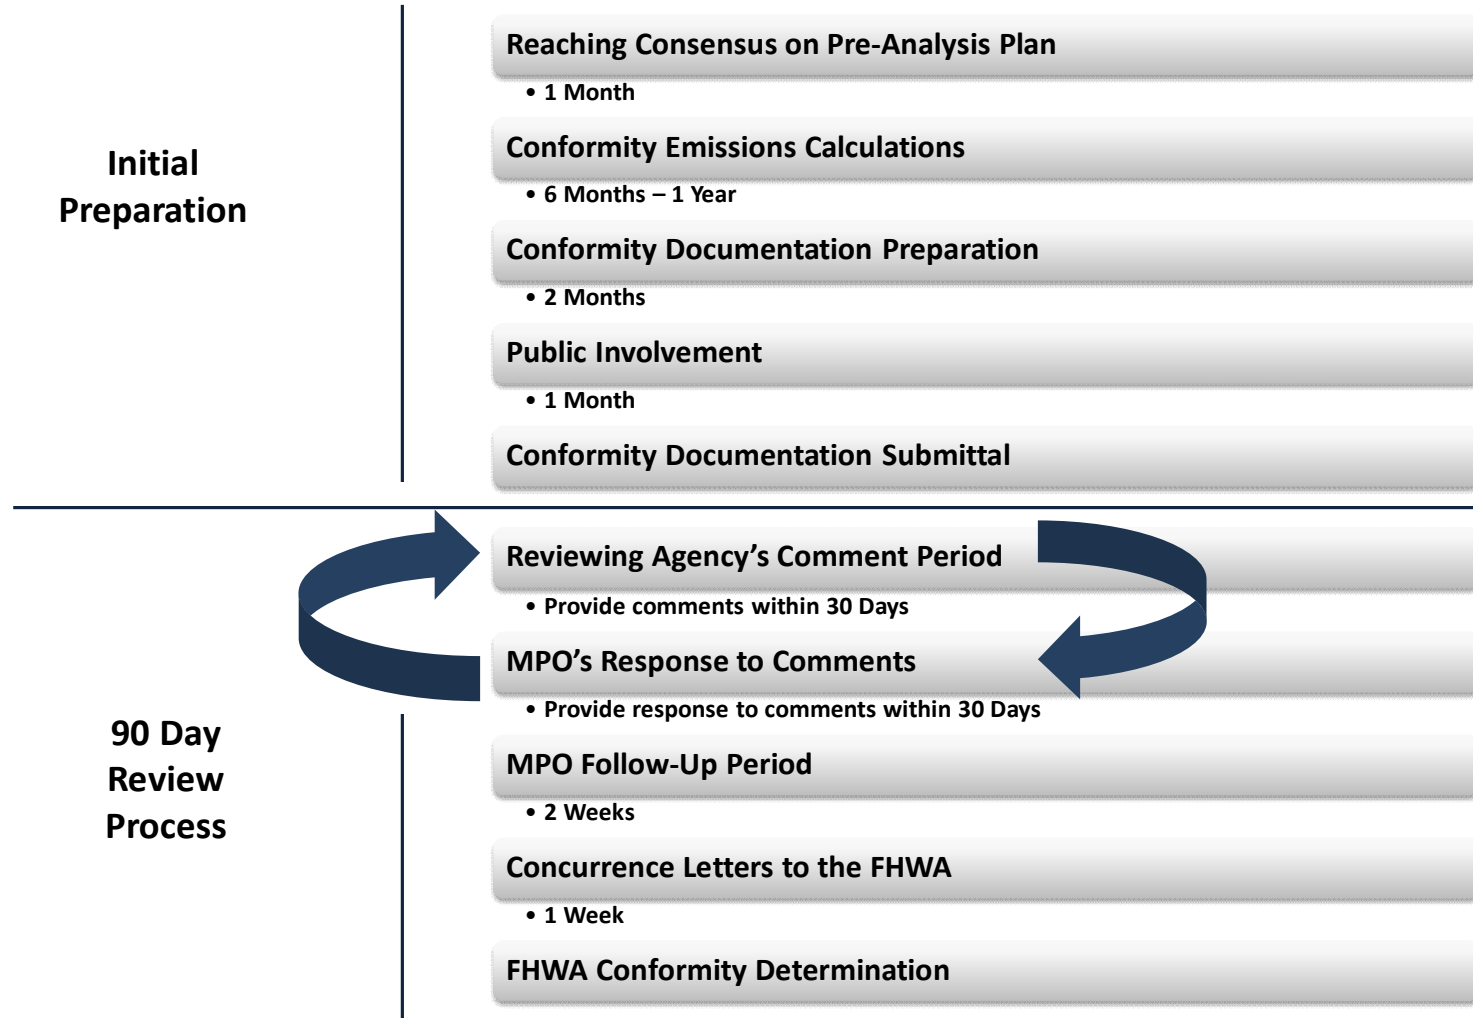 Initial
Preparation
Reaching Consensus on Pre-Analysis Plan
• 1 Month
Conformity Emissions Calculations
• 6 Months – 1 Year
Conformity Documentation Preparation
• 2 Months
Public Involvement
• 1 Month
Conformity Documentation Submittal
90 Day
Review
Process
Reviewing Agency’s Comment Period
• Provide comments within 30 Days
MPO’s Response to Comments
• Provide response to comments within 30 Days
MPO Follow-Up Period
• 2 Weeks
Concurrence Letters to the FHWA
• 1 Week
FHWA Conformity Determination